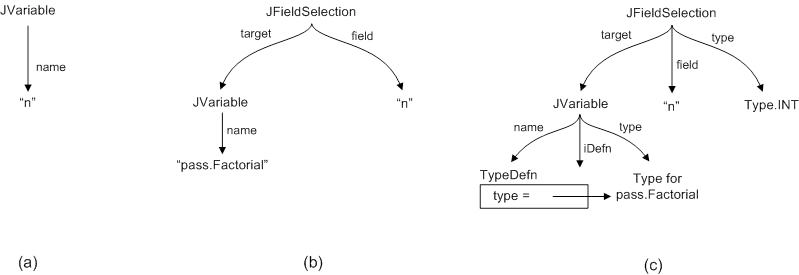 JVariable
name
“n”
(a)
JFieldSelection
target
field
JVariable
“n”
name
“pass.Factorial”
(b)
JFieldSelection
target
type
field
JVariable
“n”
Type.INT
name
type
iDefn
TypeDefn
Type for
pass.Factorial
type =
(c)